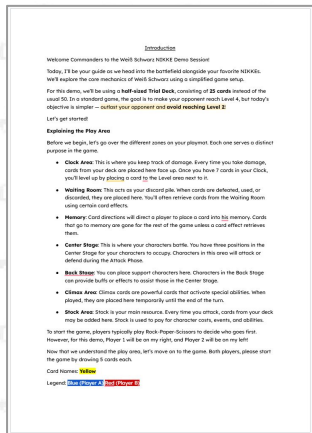 Introduction
Welcome Commanders to the Weiß Schwarz NIKKE Demo Session!
Today, I'll be your guide as we head into the battlefield alongside your favorite NIKKEs.
We'll explore the core mechanics of Weiß Schwarz using a simplified game setup.
For this demo, we'll be using a half-sized Trial Deck, consisting of 25 cards instead of the
usual 50. In a standard game, the goal is to make your opponent reach Level 4, but today's
objective is simpler — outlast your opponent and avoid reaching Level 2!
Let's get started!
Explaining the Play Area
Before we begin, let's go over the different zones on your playmat. Each one serves a distinct
purpose in the game.
● Clock Area: This is where you keep track of damage. Every time you take damage,
cards from your deck are placed here face up. Once you have 7 cards in your Clock,
you'll level up by placing a card to the Level area next to it.
● Waiting Room: This acts as your discard pile. When cards are defeated, used, or
discarded, they are placed here. You'll often retrieve cards from the Waiting Room
using certain card effects.
● Memory: Card directions will direct a player to place a card into his memory. Cards
that go to memory are gone for the rest of the game unless a card effect retrieves
them.
● Center Stage: This is where your characters battle. You have three positions in the
Center Stage for your characters to occupy. Characters in this area will attack or
defend during the Attack Phase.
● Back Stage: You can place support characters here. Characters in the Back Stage
can provide buffs or effects to assist those in the Center Stage.
● Climax Area: Climax cards are powerful cards that activate special abilities. When
played, they are placed here temporarily until the end of the turn.
● Stock Area: Stock is your main resource. Every time you attack, cards from your deck
may be added here. Stock is used to pay for character costs, events, and abilities.
To start the game, players typically play Rock-Paper-Scissors to decide who goes first.
However, for this demo, Player 1 will be on my right, and Player 2 will be on my left!
Now that we understand the play area, let's move on to the game. Both players, please start
the game by drawing 5 cards each.
Card Names: Yellow
Legend: Blue (Player A) Red (Player B)